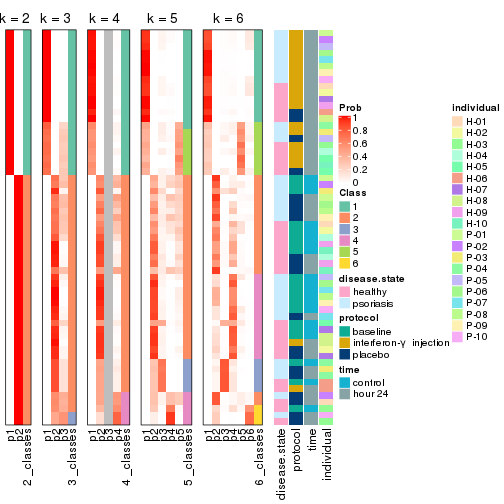 k = 2
k = 3
k = 4
k = 5
k = 6
p1
p2
2_classes
p1
p2
p3
3_classes
p1
p2
p3
p4
4_classes
p1
p2
p3
p4
p5
5_classes
p1
p2
p3
p4
p5
p6
6_classes
disease.state
protocol
time
individual
Prob
1
0.8
0.6
0.4
0.2
0
Class
1
2
3
4
5
6
disease.state
healthy
psoriasis
protocol
baseline
interferon-γ injection
placebo
time
control
hour 24
individual
H-01
H-02
H-03
H-04
H-05
H-06
H-07
H-08
H-09
H-10
P-01
P-02
P-03
P-04
P-05
P-06
P-07
P-08
P-09
P-10